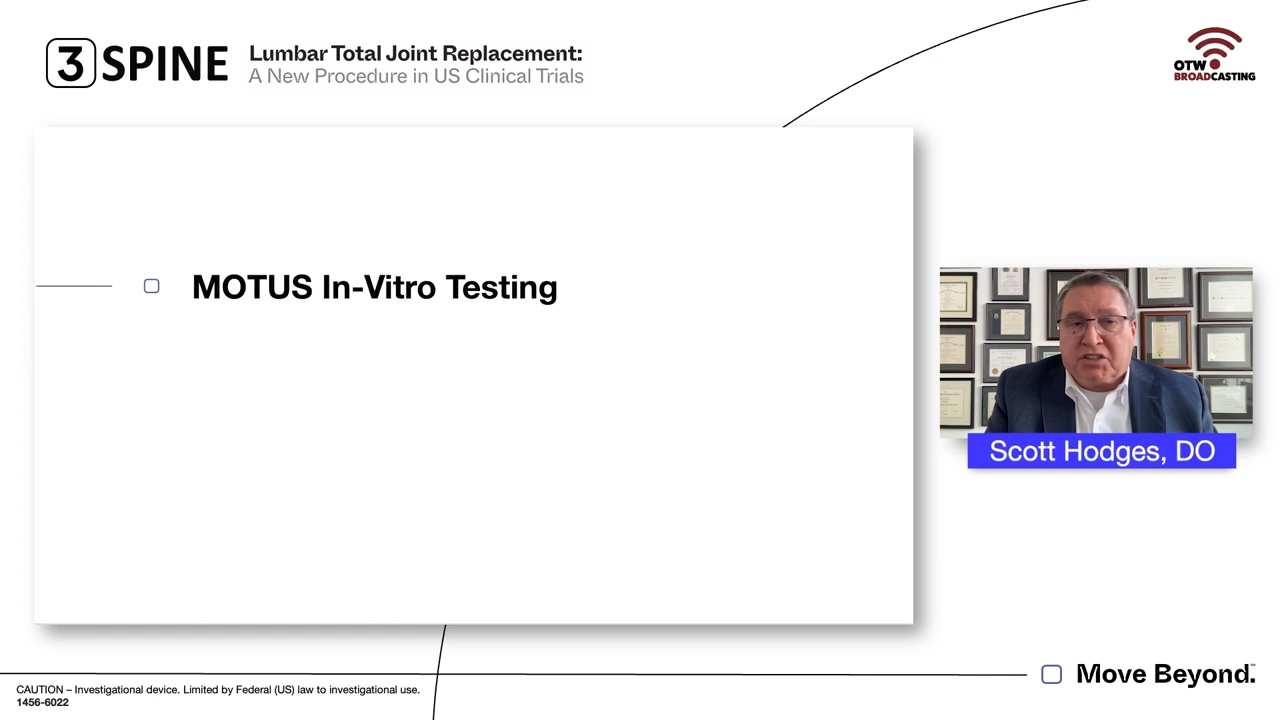 3SPINE
Lumbar Total Joint Replacement:
A New Procedure in US Clinical Trials
OTW
BROADCASTING
MOTUS In-Vitro Testing
Scott Hodges, DO
CAUTION – Investigational device. Limited by Federal (US) law to investigational use.
1456-6022
Move Beyond.™